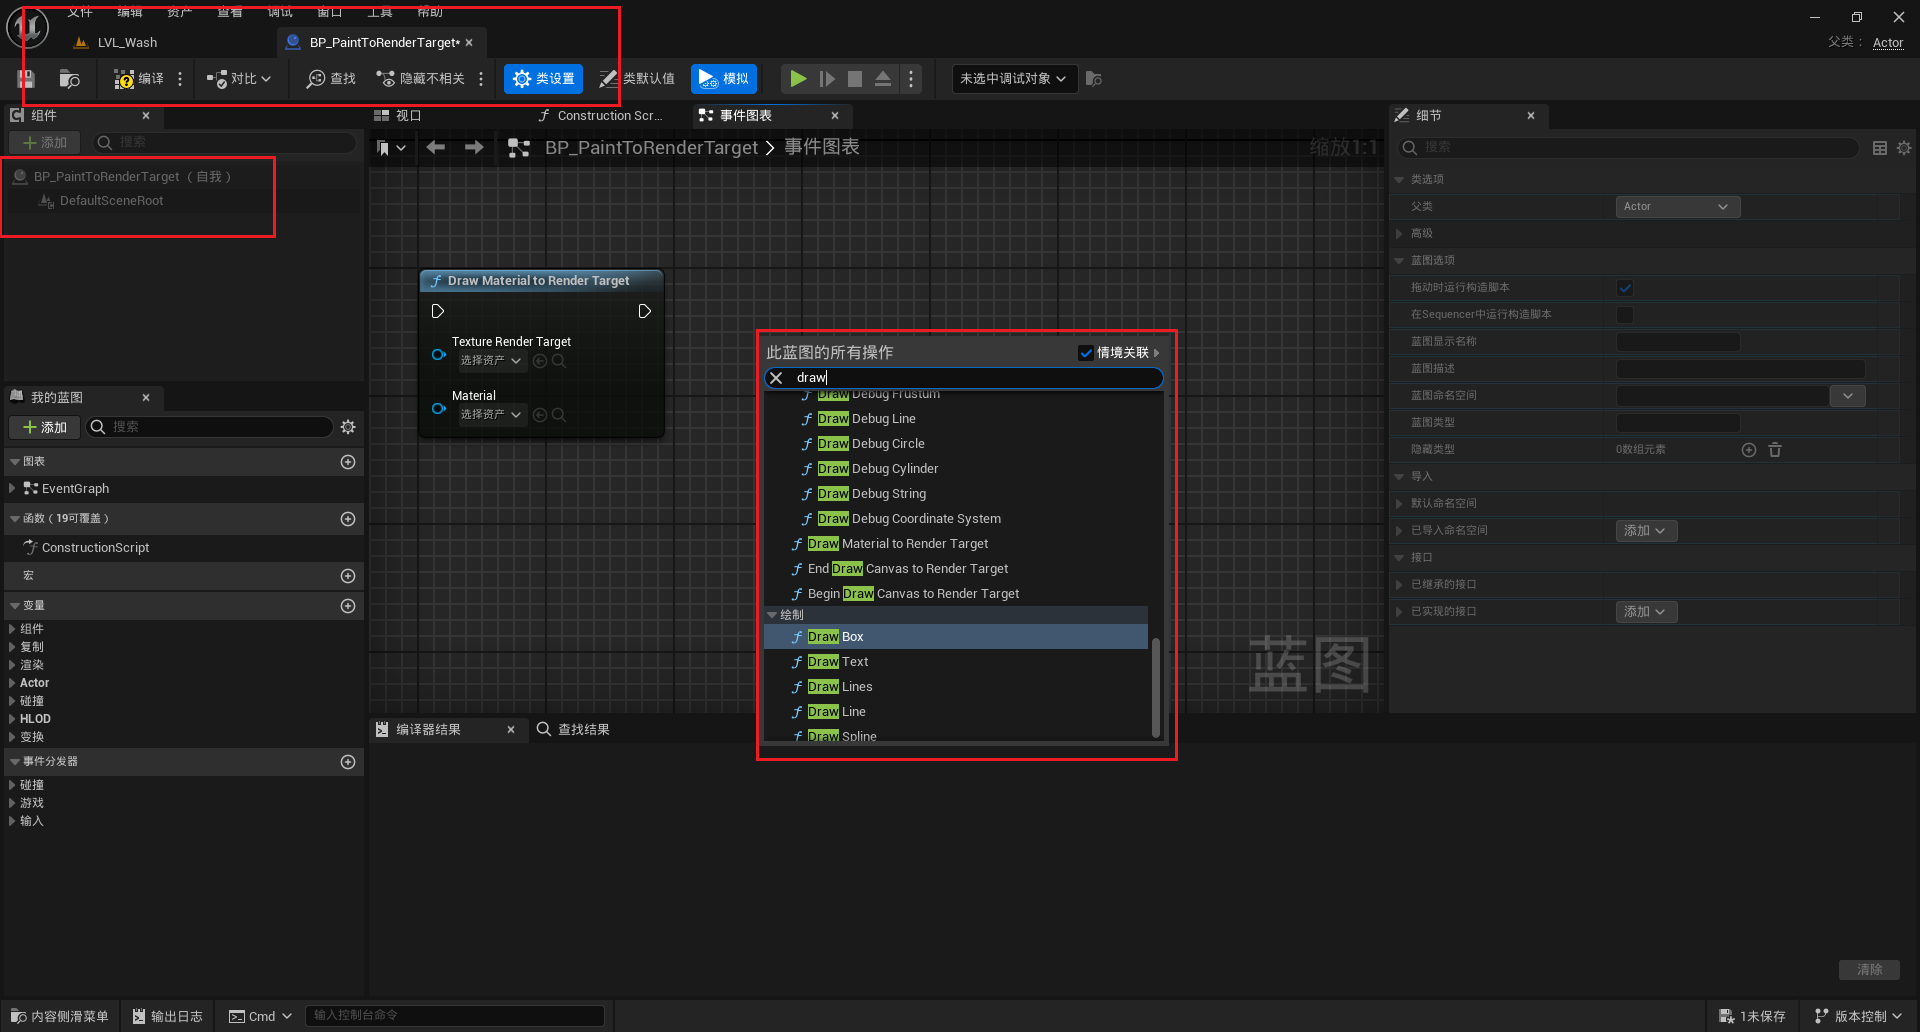 文件 编辑 资产 查看 调试 窗口 工具 帮助
LVL_Wash
BP_PaintToRenderTarget*
父类： Actor
编译
对比
查找
隐藏不相关
类设置
类默认值
模拟
未选中调试对象
组件
视口
Construction Scr...
事件图表
细节
添加
搜索
BP_PaintToRenderTarget > 事件图表
缩放1:1
搜索
BP_PaintToRenderTarget （自我）
DefaultSceneRoot
类选项
父类 Actor
高级
蓝图选项
拖动时运行构造脚本
在Sequencer中运行构造脚本
蓝图显示名称
蓝图描述
蓝图命名空间
蓝图类型
隐藏类型 0数组元素
导入
默认命名空间
已导入命名空间 添加
接口
已继承的接口
已实现的接口 添加
Draw Material to Render Target
Texture Render Target
选择资产
Material
选择资产
此蓝图的所有操作 情境关联
draw
Draw Debug Frustum
Draw Debug Line
Draw Debug Circle
Draw Debug Cylinder
Draw Debug String
Draw Debug Coordinate System
Draw Material to Render Target
End Draw Canvas to Render Target
Begin Draw Canvas to Render Target
绘制
Draw Box
Draw Text
Draw Lines
Draw Line
Draw Spline
蓝图
我的蓝图
添加
搜索
图表
EventGraph
函数（19可覆盖）
ConstructionScript
宏
变量
组件
复制
渲染
Actor
碰撞
HLOD
变换
事件分发器
碰撞
游戏
输入
编译器结果
查找结果
清除
内容侧滑菜单
输出日志
Cmd
输入控制台命令
1未保存
版本控制